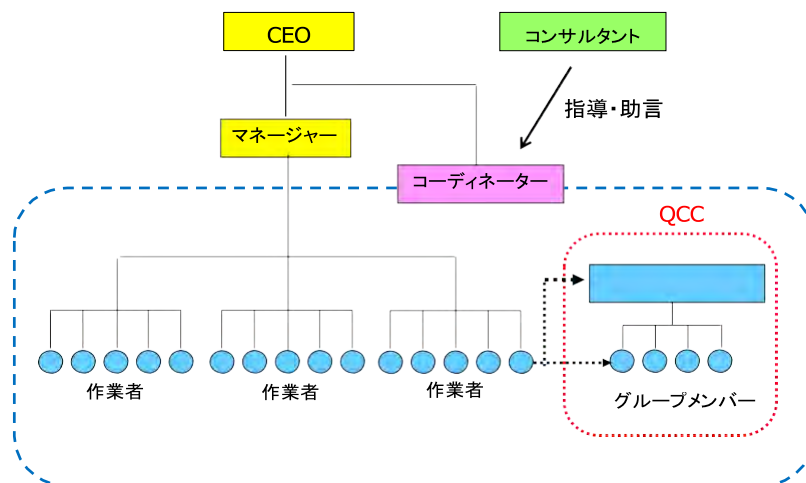 CEO
コンサルタント
指導・助言
マネージャー
コーディネーター
QCC
作業者
作業者
作業者
グループメンバー